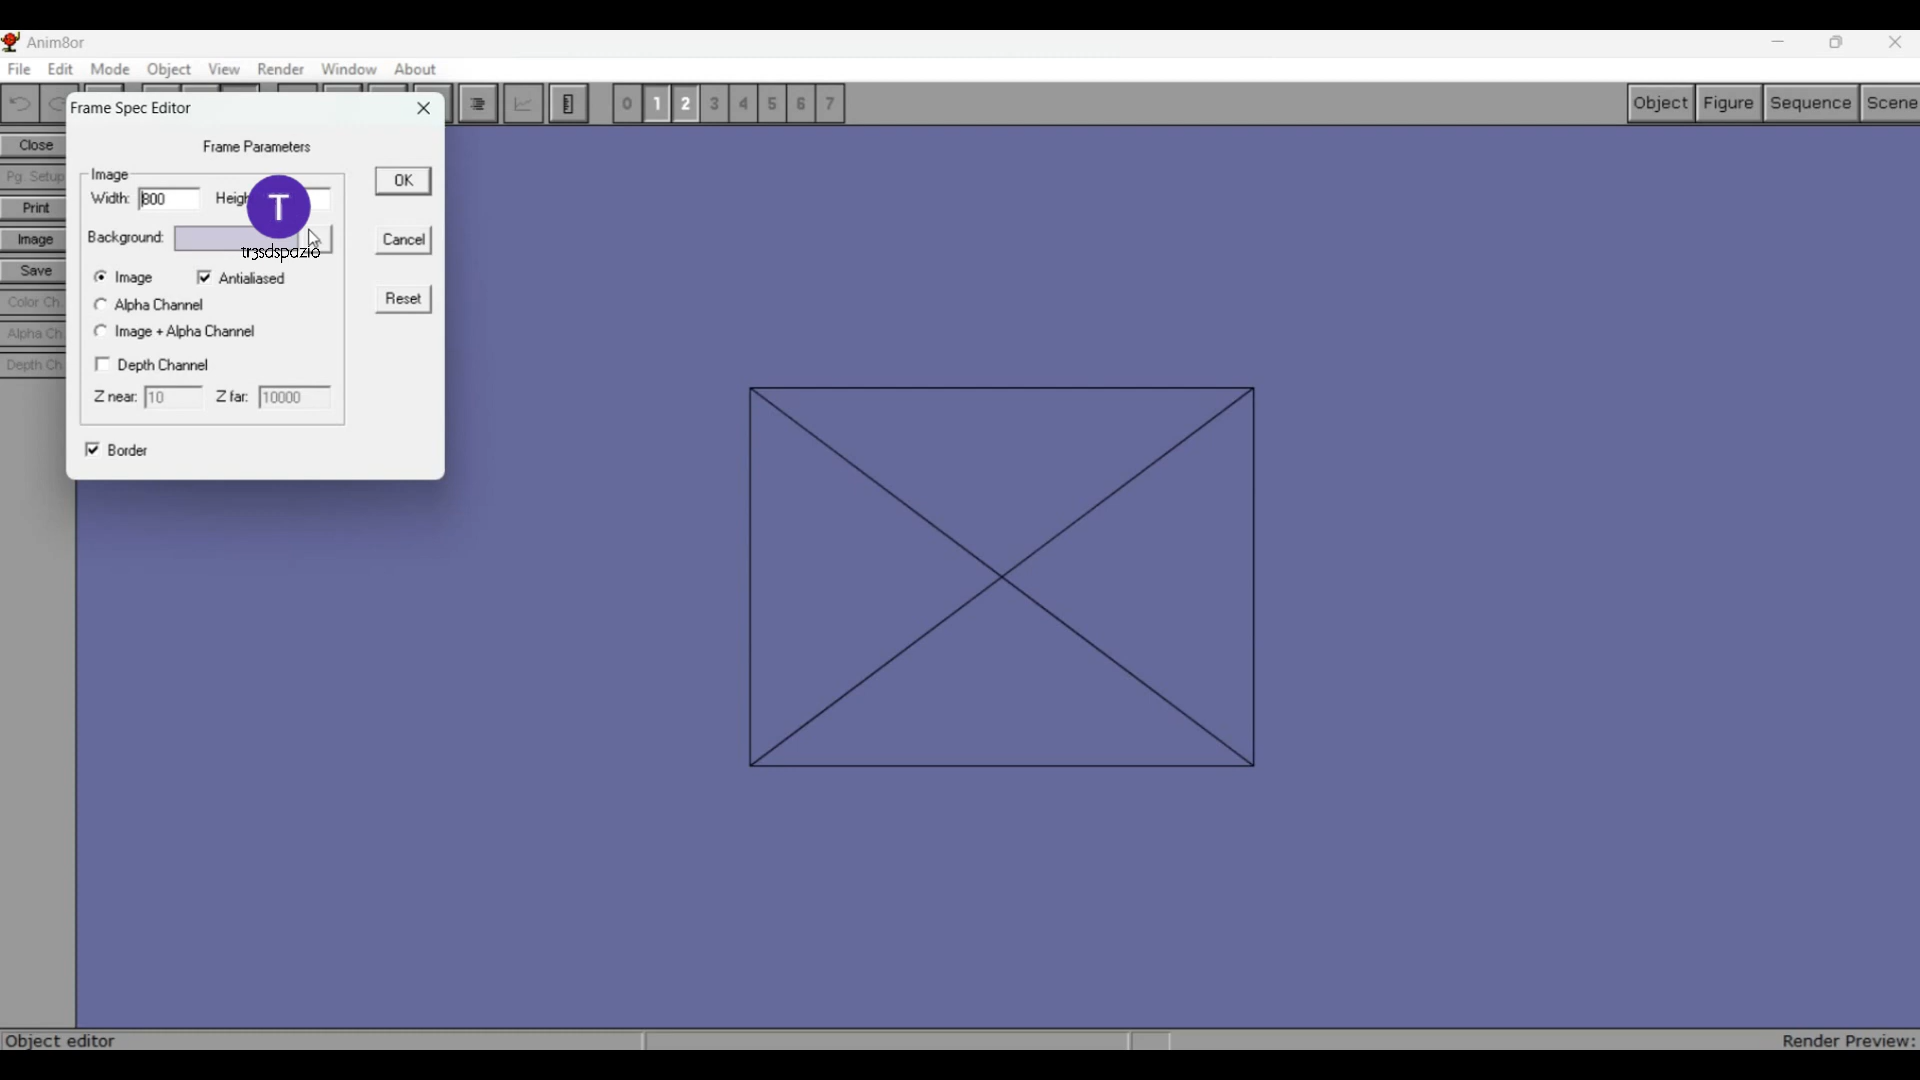 Anim8or
File Edit Mode Object View Render Window About
0 1 2 3 4 5 6 7
Object Figure Sequence Scene
Frame Spec Editor
Close
Pg. Setup
Print
Image
Save
Color Ch.
Alpha Ch
Depth Ch
Frame Parameters
Image
Width: 800 Heigh
T
tr3sdspazio
Background:
Image Antialiased
Alpha Channel
Image + Alpha Channel
Depth Channel
Z near: 10 Z far: 10000
Border
OK
Cancel
Reset
Object editor
Render Preview: